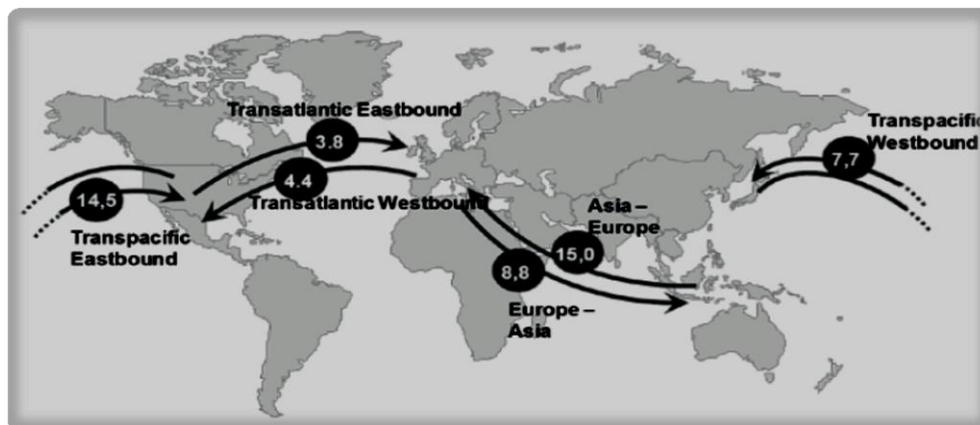 Transatlantic Eastbound
3.8
Transpacific
Westbound
7,7
4.4
Transatlantic Westbound
14,5
Transpacific
Eastbound
Asia –
Europe
15,0
8,8
Europe –
Asia